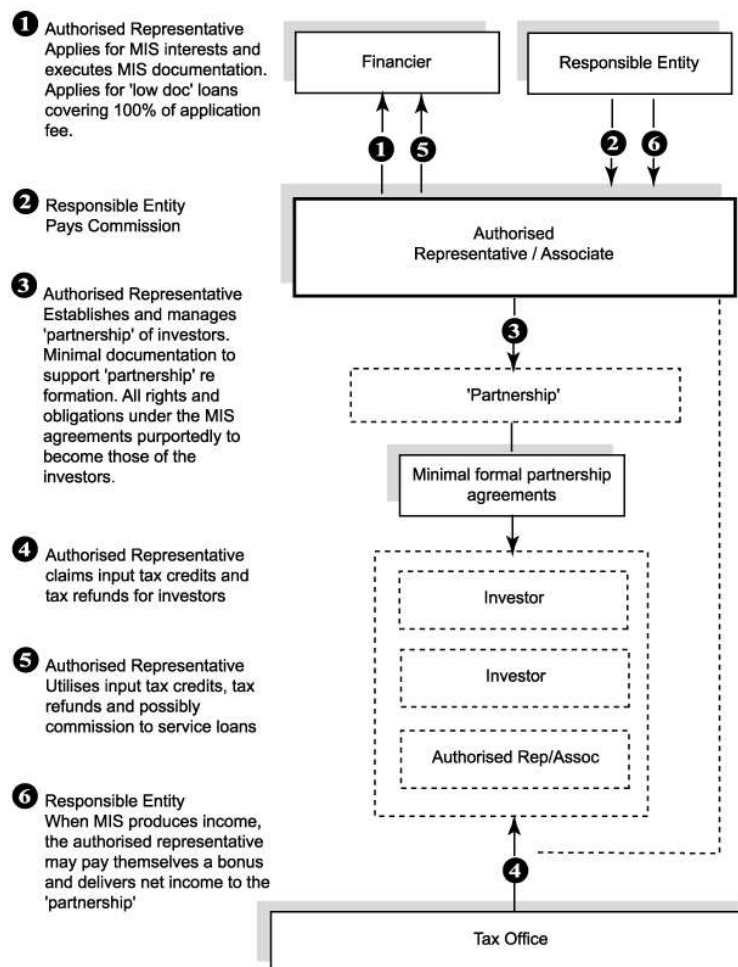 1 Authorised Representative
Applies for MIS interests and
executes MIS documentation.
Applies for 'low doc' loans
covering 100% of application
fee.
2 Responsible Entity
Pays Commission
3 Authorised Representative
Establishes and manages
'partnership' of investors.
Minimal documentation to
support 'partnership' re
formation. All rights and
obligations under the MIS
agreements purportedly to
become those of the
investors.
4 Authorised Representative
claims input tax credits and
tax refunds for investors
5 Authorised Representative
Utilises input tax credits, tax
refunds and possibly
commission to service loans
6 Responsible Entity
When MIS produces income,
the authorised representative
may pay themselves a bonus
and delivers net income to the
'partnership'
Financier
Responsible Entity
1
5
2
6
Authorised
Representative / Associate
3
'Partnership'
Minimal formal partnership
agreements
Investor
Investor
Authorised Rep/Assoc
4
Tax Office